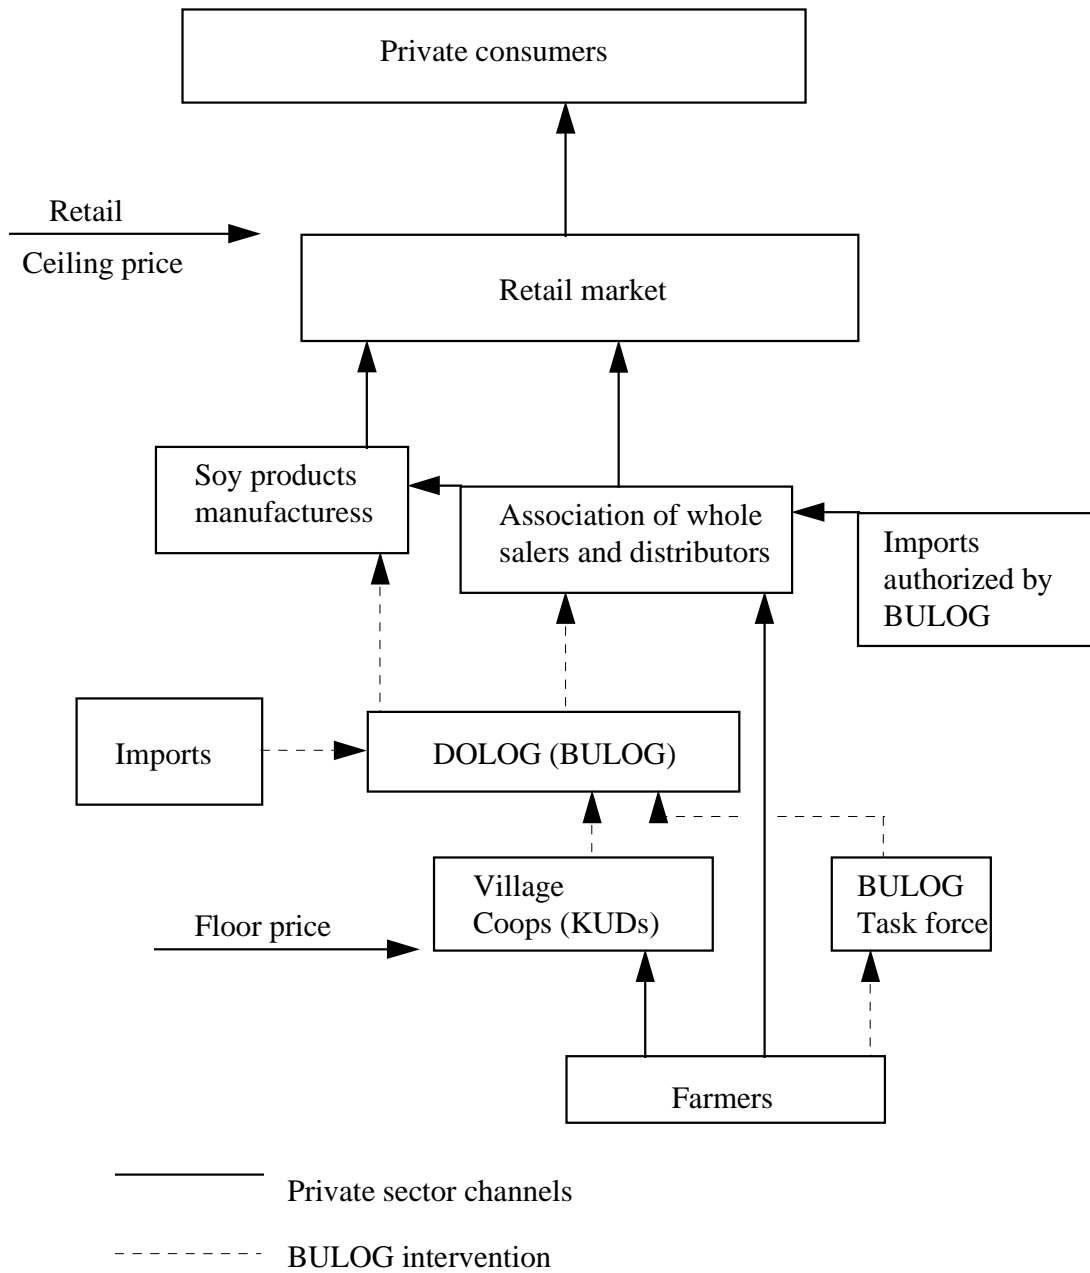 Private consumers
Retail
Ceiling price
Retail market
Soy products
manufacturess
Association of whole
salers and distributors
Imports
authorized by
BULOG
Imports
DOLOG (BULOG)
Village
Coops (KUDs)
BULOG
Task force
Floor price
Farmers
Private sector channels
BULOG intervention